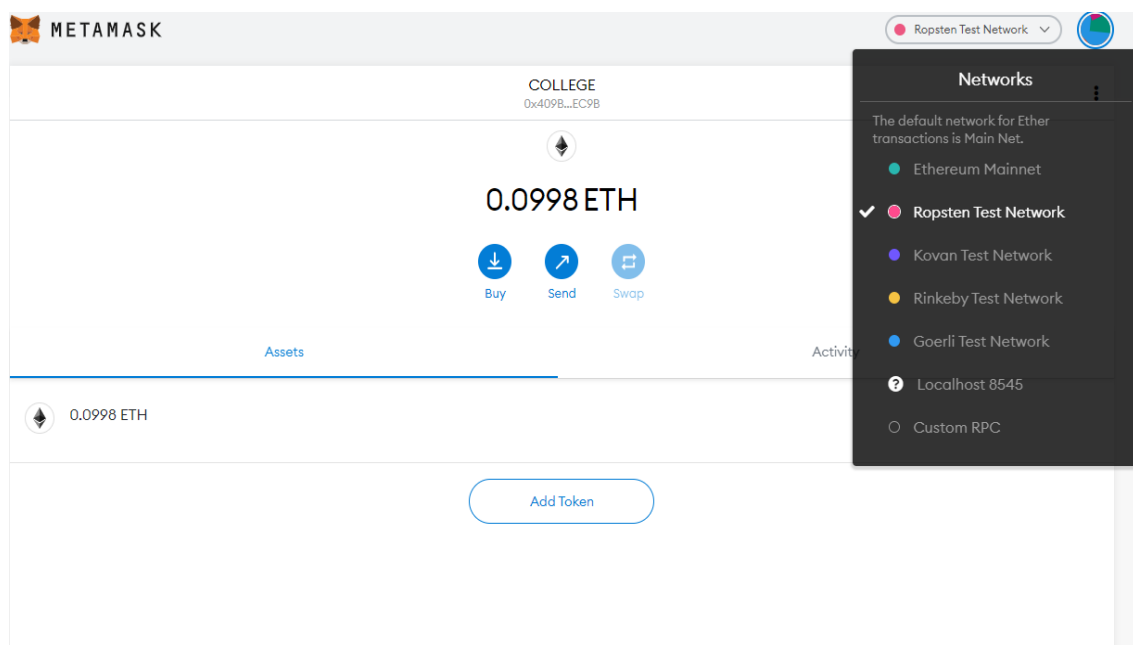 METAMASK
Ropsten Test Network
COLLEGE
0x409B...EC9B
0.0998 ETH
Buy
Send
Swap
Assets
Activity
0.0998 ETH
Add Token
Networks
The default network for Ether
transactions is Main Net.
Ethereum Mainnet
Ropsten Test Network
Kovan Test Network
Rinkeby Test Network
Goerli Test Network
? Localhost 8545
Custom RPC